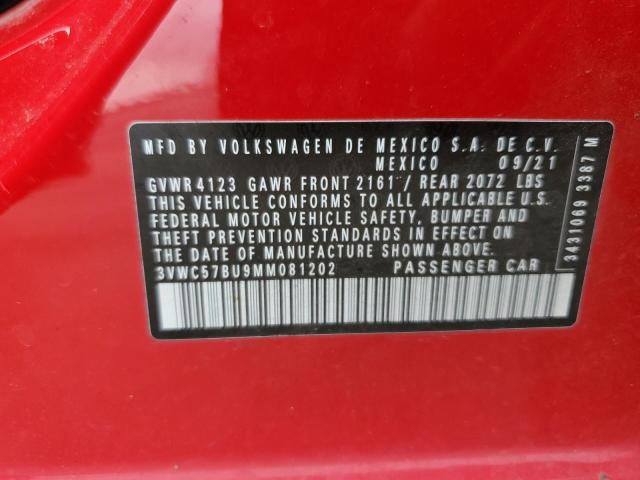 MFD BY VOLKSWAGEN DE MEXICO S.A. DE C.V.
MEXICO 09/21
GVWR 4123 GAWR FRONT 2161 / REAR 2072 LBS
THIS VEHICLE CONFORMS TO ALL APPLICABLE U.S.
FEDERAL MOTOR VEHICLE SAFETY, BUMPER AND
THEFT PREVENTION STANDARDS IN EFFECT ON
THE DATE OF MANUFACTURE SHOWN ABOVE.
3VWC57BU9MM081202 PASSENGER CAR
3431069 3387 M